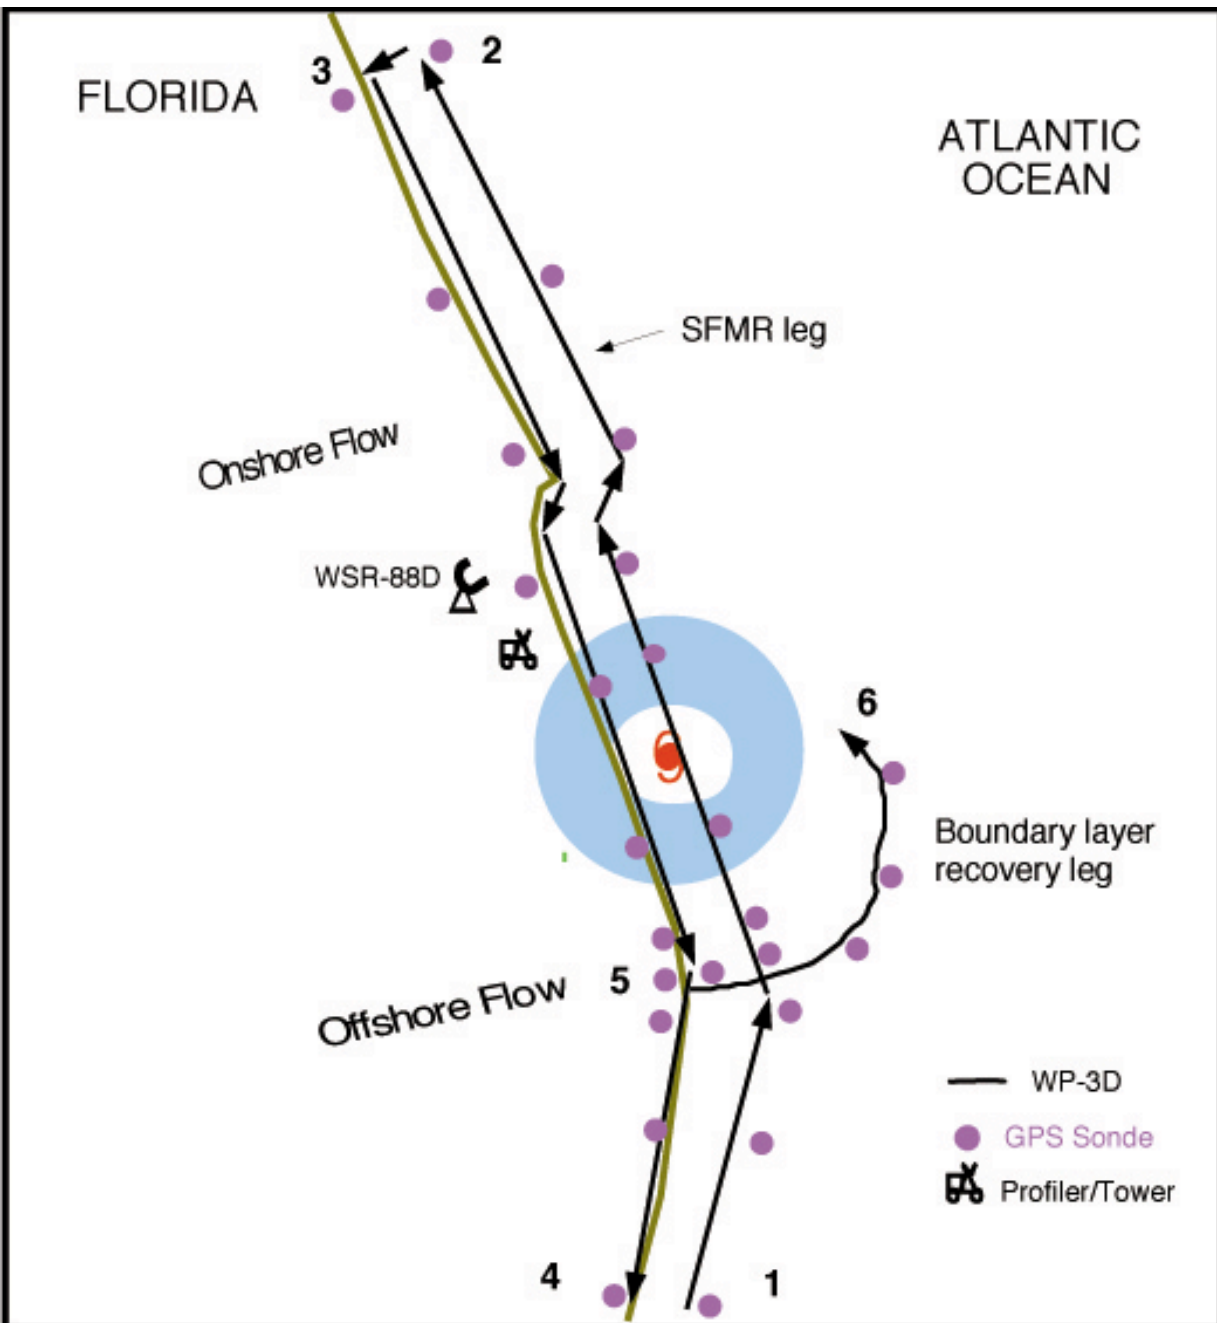 2
3
FLORIDA
ATLANTIC
OCEAN
SFMR leg
Onshore Flow
WSR-88D
6
Boundary layer
recovery leg
5
Offshore Flow
WP-3D
GPS Sonde
Profiler/Tower
4
1